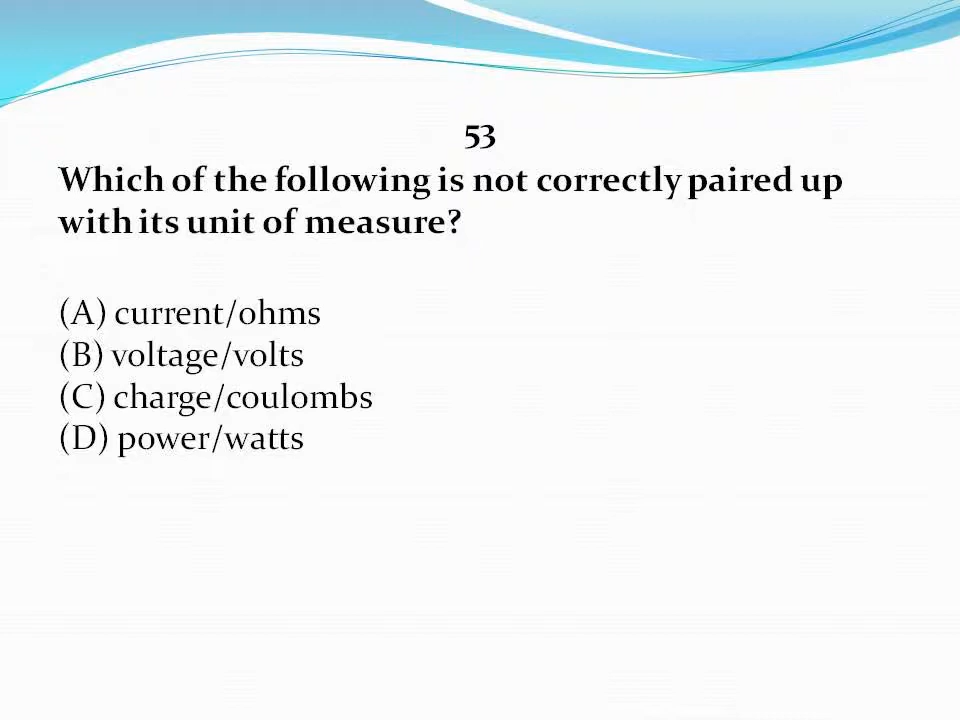 53
Which of the following is not correctly paired up
with its unit of measure?
(A) current/ohms
(B) voltage/volts
(C) charge/coulombs
(D) power/watts